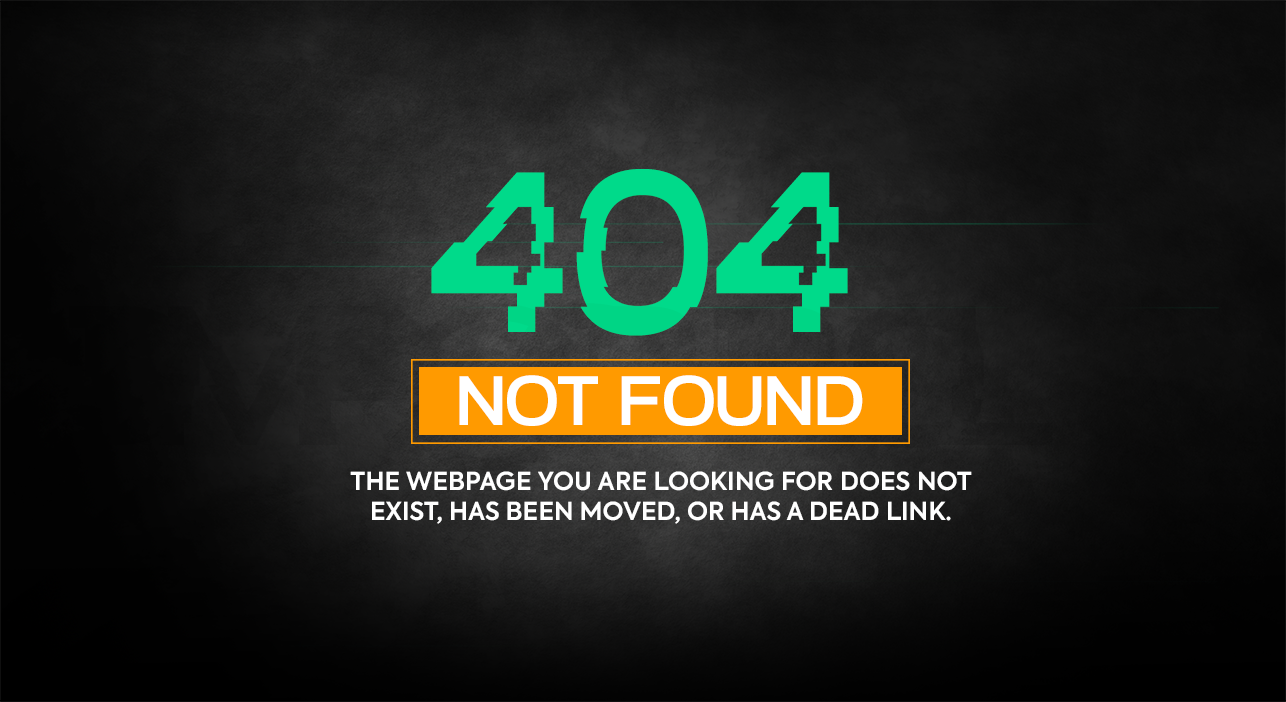 404
NOT FOUND
THE WEBPAGE YOU ARE LOOKING FOR DOES NOT
EXIST, HAS BEEN MOVED, OR HAS A DEAD LINK.